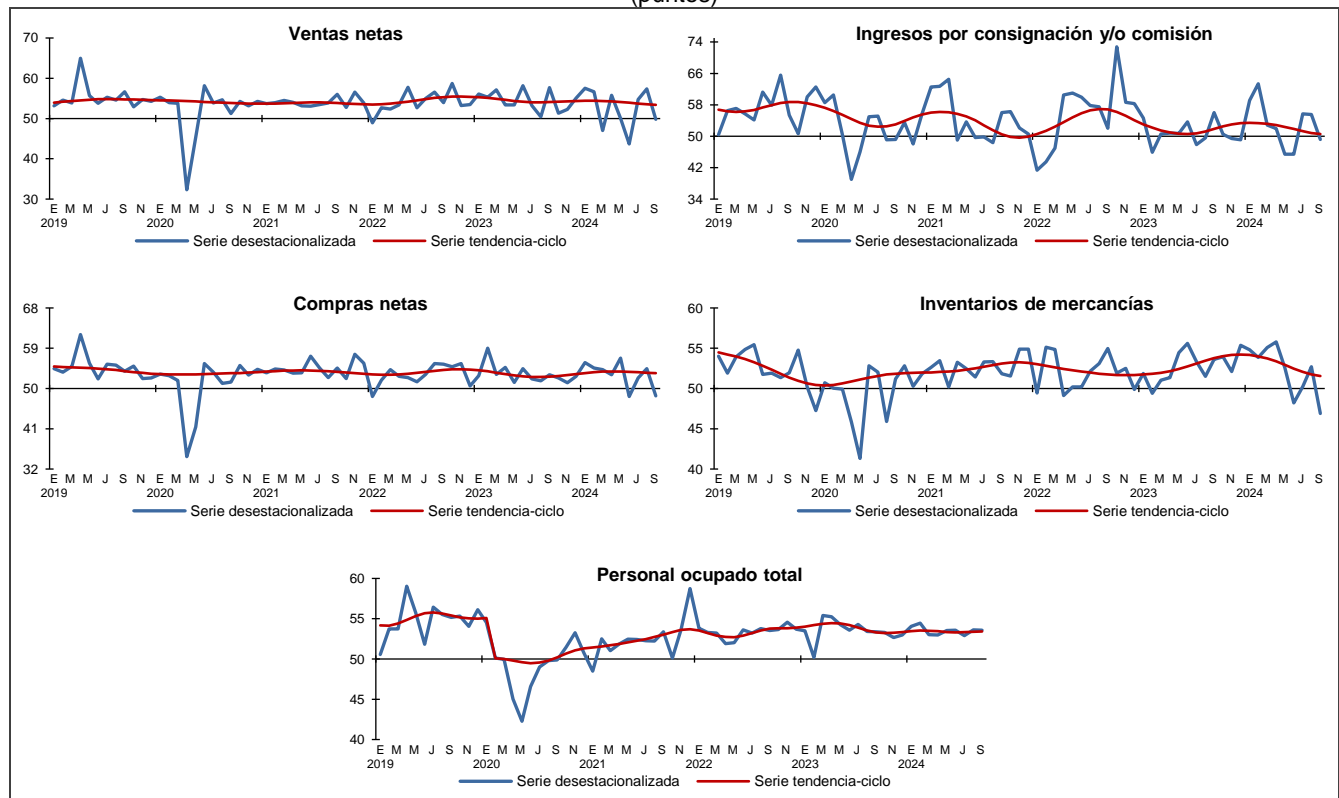 (puntos)
Ventas netas
70
60
50
40
30
E M M J S N E M M J S N E M M J S N E M M J S N E M M J S N E M M J S
2019 2020 2021 2022 2023 2024
Serie desestacionalizada Serie tendencia-ciclo
Ingresos por consignación y/o comisión
74
66
58
50
42
34
E M M J S N E M M J S N E M M J S N E M M J S N E M M J S N E M M J S
2019 2020 2021 2022 2023 2024
Serie desestacionalizada Serie tendencia-ciclo
Compras netas
68
59
50
41
32
E M M J S N E M M J S N E M M J S N E M M J S N E M M J S N E M M J S
2019 2020 2021 2022 2023 2024
Serie desestacionalizada Serie tendencia-ciclo
Inventarios de mercancías
60
55
50
45
40
E M M J S N E M M J S N E M M J S N E M M J S N E M M J S N E M M J S
2019 2020 2021 2022 2023 2024
Serie desestacionalizada Serie tendencia-ciclo
Personal ocupado total
60
55
50
45
40
E M M J S N E M M J S N E M M J S N E M M J S N E M M J S N E M M J S
2019 2020 2021 2022 2023 2024
Serie desestacionalizada Serie tendencia-ciclo